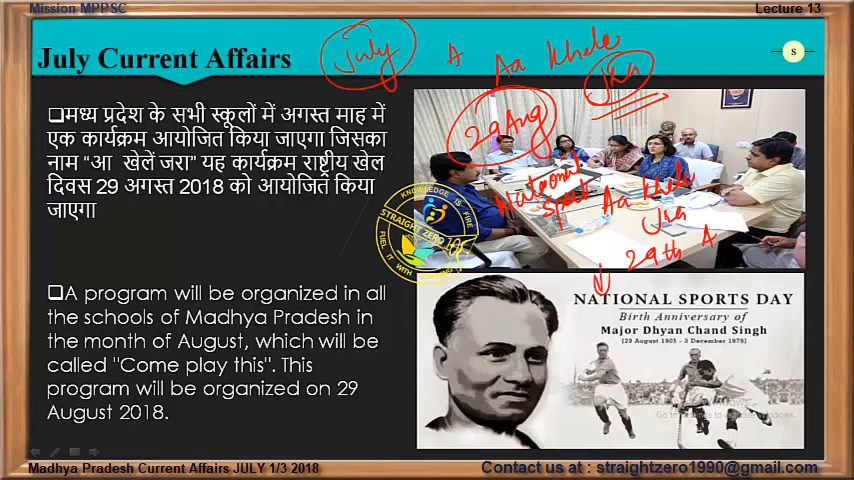 Mission MPPSC
Lecture 13
July Current Affairs
July
A
Aa Khele
Jra
S
❑मध्य प्रदेश के सभी स्कूलों में अगस्त माह में
एक कार्यक्रम आयोजित किया जाएगा जिसका
नाम "आ खेलें जरा" यह कार्यक्रम राष्ट्रीय खेल
दिवस 29 अगस्त 2018 को आयोजित किया
जाएगा
29 Aug
National
Sport
Aa Khele
Jra
29th A
KNOWLEDGE IS FIRE
STRAIGHT ZERO
FUEL IT WITH
❑A program will be organized in all
the schools of Madhya Pradesh in
the month of August, which will be
called "Come play this". This
program will be organized on 29
August 2018.
NATIONAL SPORTS DAY
Birth Anniversary of
Major Dhyan Chand Singh
(29 August 1905 - 3 December 1979)
Madhya Pradesh Current Affairs JULY 1/3 2018
Contact us at : straightzero1990@gmail.com